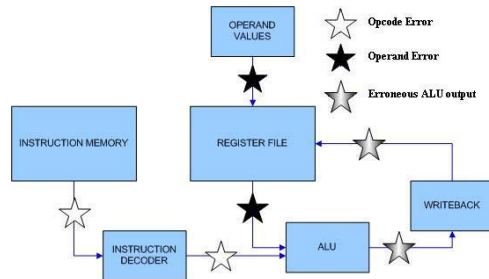 OPERAND
VALUES
Opcode Error
Operand Error
Erroneous ALU output
INSTRUCTION MEMORY
REGISTER FILE
WRITEBACK
INSTRUCTION
DECODER
ALU